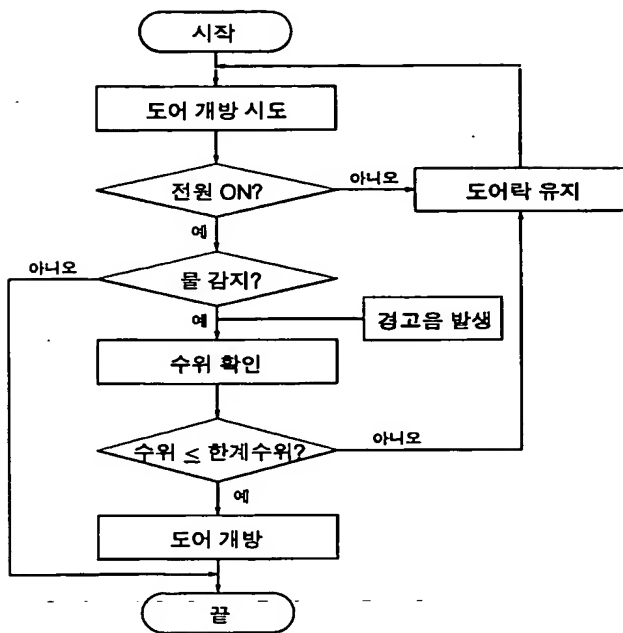 시작
도어 개방 시도
전원 ON?
아니오
도어락 유지
예
아니오
물 감지?
예
경고음 발생
수위 확인
수위 ≤ 한계수위?
아니오
예
도어 개방
끝